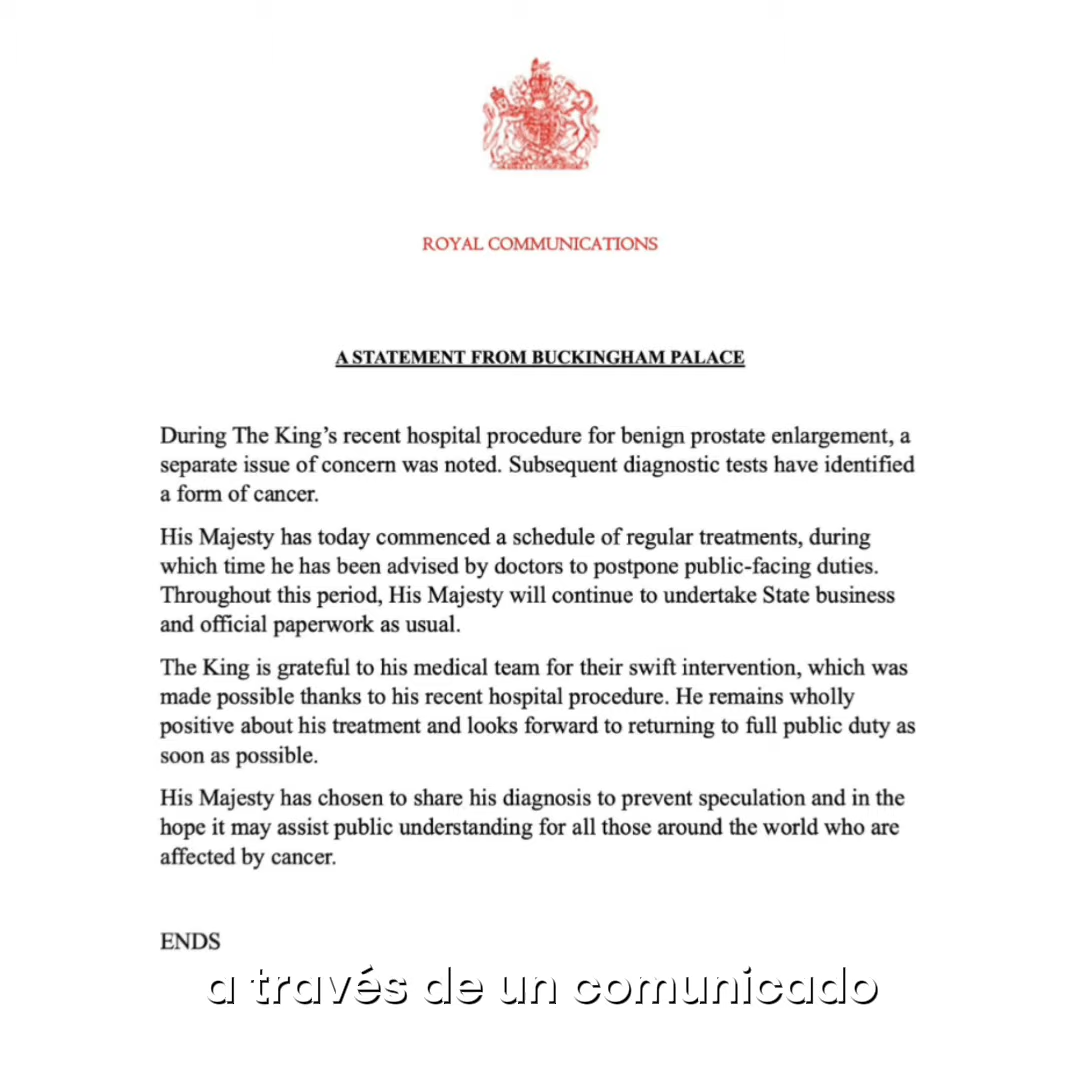 ROYAL COMMUNICATIONS
A STATEMENT FROM BUCKINGHAM PALACE
During The King’s recent hospital procedure for benign prostate enlargement, a
separate issue of concern was noted. Subsequent diagnostic tests have identified
a form of cancer.
His Majesty has today commenced a schedule of regular treatments, during
which time he has been advised by doctors to postpone public-facing duties.
Throughout this period, His Majesty will continue to undertake State business
and official paperwork as usual.
The King is grateful to his medical team for their swift intervention, which was
made possible thanks to his recent hospital procedure. He remains wholly
positive about his treatment and looks forward to returning to full public duty as
soon as possible.
His Majesty has chosen to share his diagnosis to prevent speculation and in the
hope it may assist public understanding for all those around the world who are
affected by cancer.
ENDS
a través de un comunicado